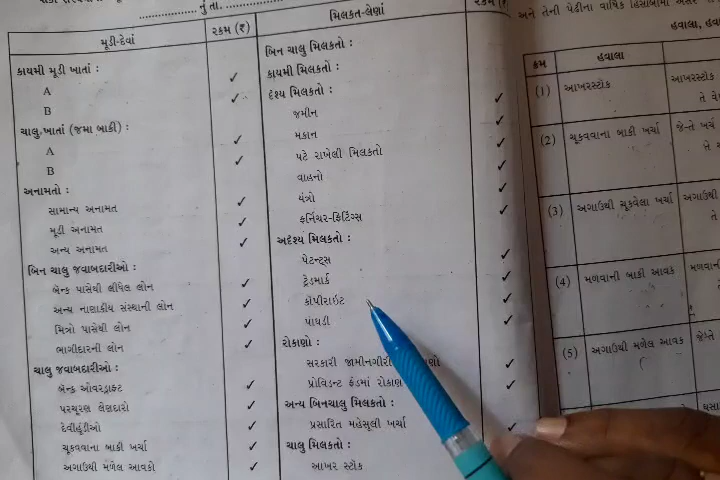 નું તા.
મૂડી-દેવાં
રકમ (₹)
કાયમી મૂડી ખાતાં :
A ✓
B ✓
ચાલુ-ખાતાં (જમા બાકી) :
A ✓
B ✓
અનામતો :
સામાન્ય અનામત ✓
મૂડી અનામત ✓
અન્ય અનામત ✓
બિન ચાલુ જવાબદારીઓ :
બૅન્ક પાસેથી લીધેલ લોન ✓
અન્ય નાણાકીય સંસ્થાની લોન ✓
મિત્રો પાસેથી લોન ✓
ભાગીદારની લોન ✓
ચાલુ જવાબદારીઓ :
બૅન્ક ઓવરડ્રાફ્ટ ✓
પરચૂરણ લેણદારો ✓
દેવીહૂંડીઓ ✓
ચૂકવવાના બાકી ખર્ચા ✓
અગાઉથી મળેલ આવકો ✓
મિલકત-લેણાં
રકમ
બિન ચાલુ મિલકતો :
કાયમી મિલકતો :
દૃશ્ય મિલકતો :
જમીન ✓
મકાન ✓
પટે રાખેલી મિલકતો ✓
વાહનો ✓
યંત્રો ✓
ફર્નિચર-ફિટિંગ્સ ✓
અદૃશ્ય મિલકતો :
પેટન્ટ્સ ✓
ટ્રેડમાર્ક ✓
કૉપીરાઇટ ✓
પાઘડી ✓
રોકાણો :
સરકારી જામીનગીરી ✓
પ્રોવિડન્ટ ફંડમાં રોકાણ ✓
અન્ય બિનચાલુ મિલકતો :
પ્રસારિત મહેસૂલી ખર્ચા ✓
ચાલુ મિલકતો :
આખર સ્ટૉક
અને તેની પેઢીના વાર્ષિક હિસાબોમાં અસર
હવાલા,
ક્રમ
હવાલા
(1) આખરસ્ટૉક
આખરસ્ટૉક
તે
(2) ચૂકવવાના બાકી ખર્ચા
જે-તે ખર્ચ
તે
(3) અગાઉથી ચૂકવેલા ખર્ચા
અગાઉથી
તે
(4) મળવાની બાકી આવક
મળવાની
(5) અગાઉથી મળેલ આવક
જે-તે